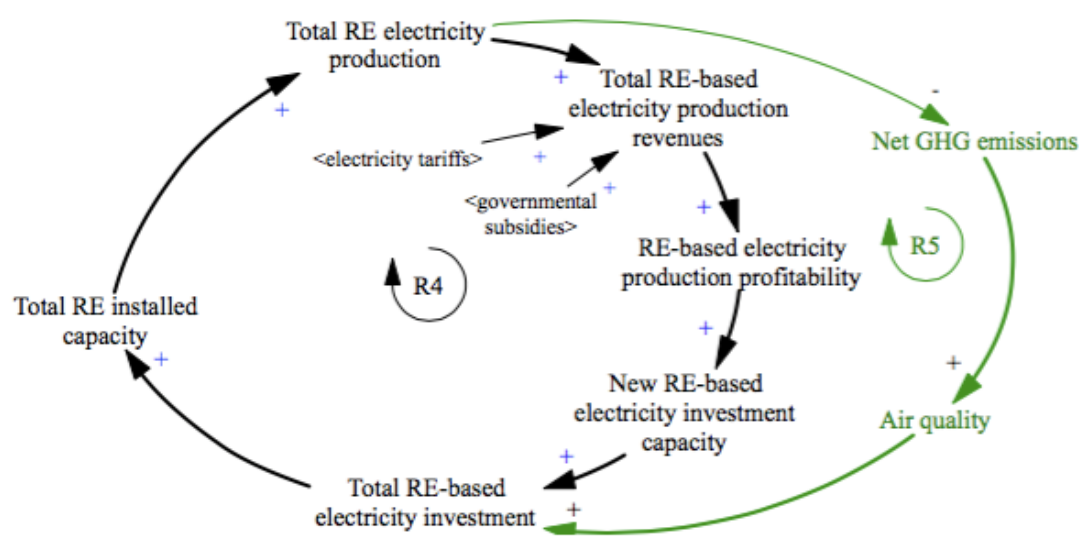 Total RE electricity
production
+
+
Total RE-based
electricity production
revenues
-
Net GHG emissions
<electricity tariffs>
+
<governmental
subsidies>
+
+
RE-based electricity
production profitability
R5
R4
Total RE installed
capacity
+
+
+
New RE-based
electricity investment
capacity
Air quality
+
Total RE-based
electricity investment
+